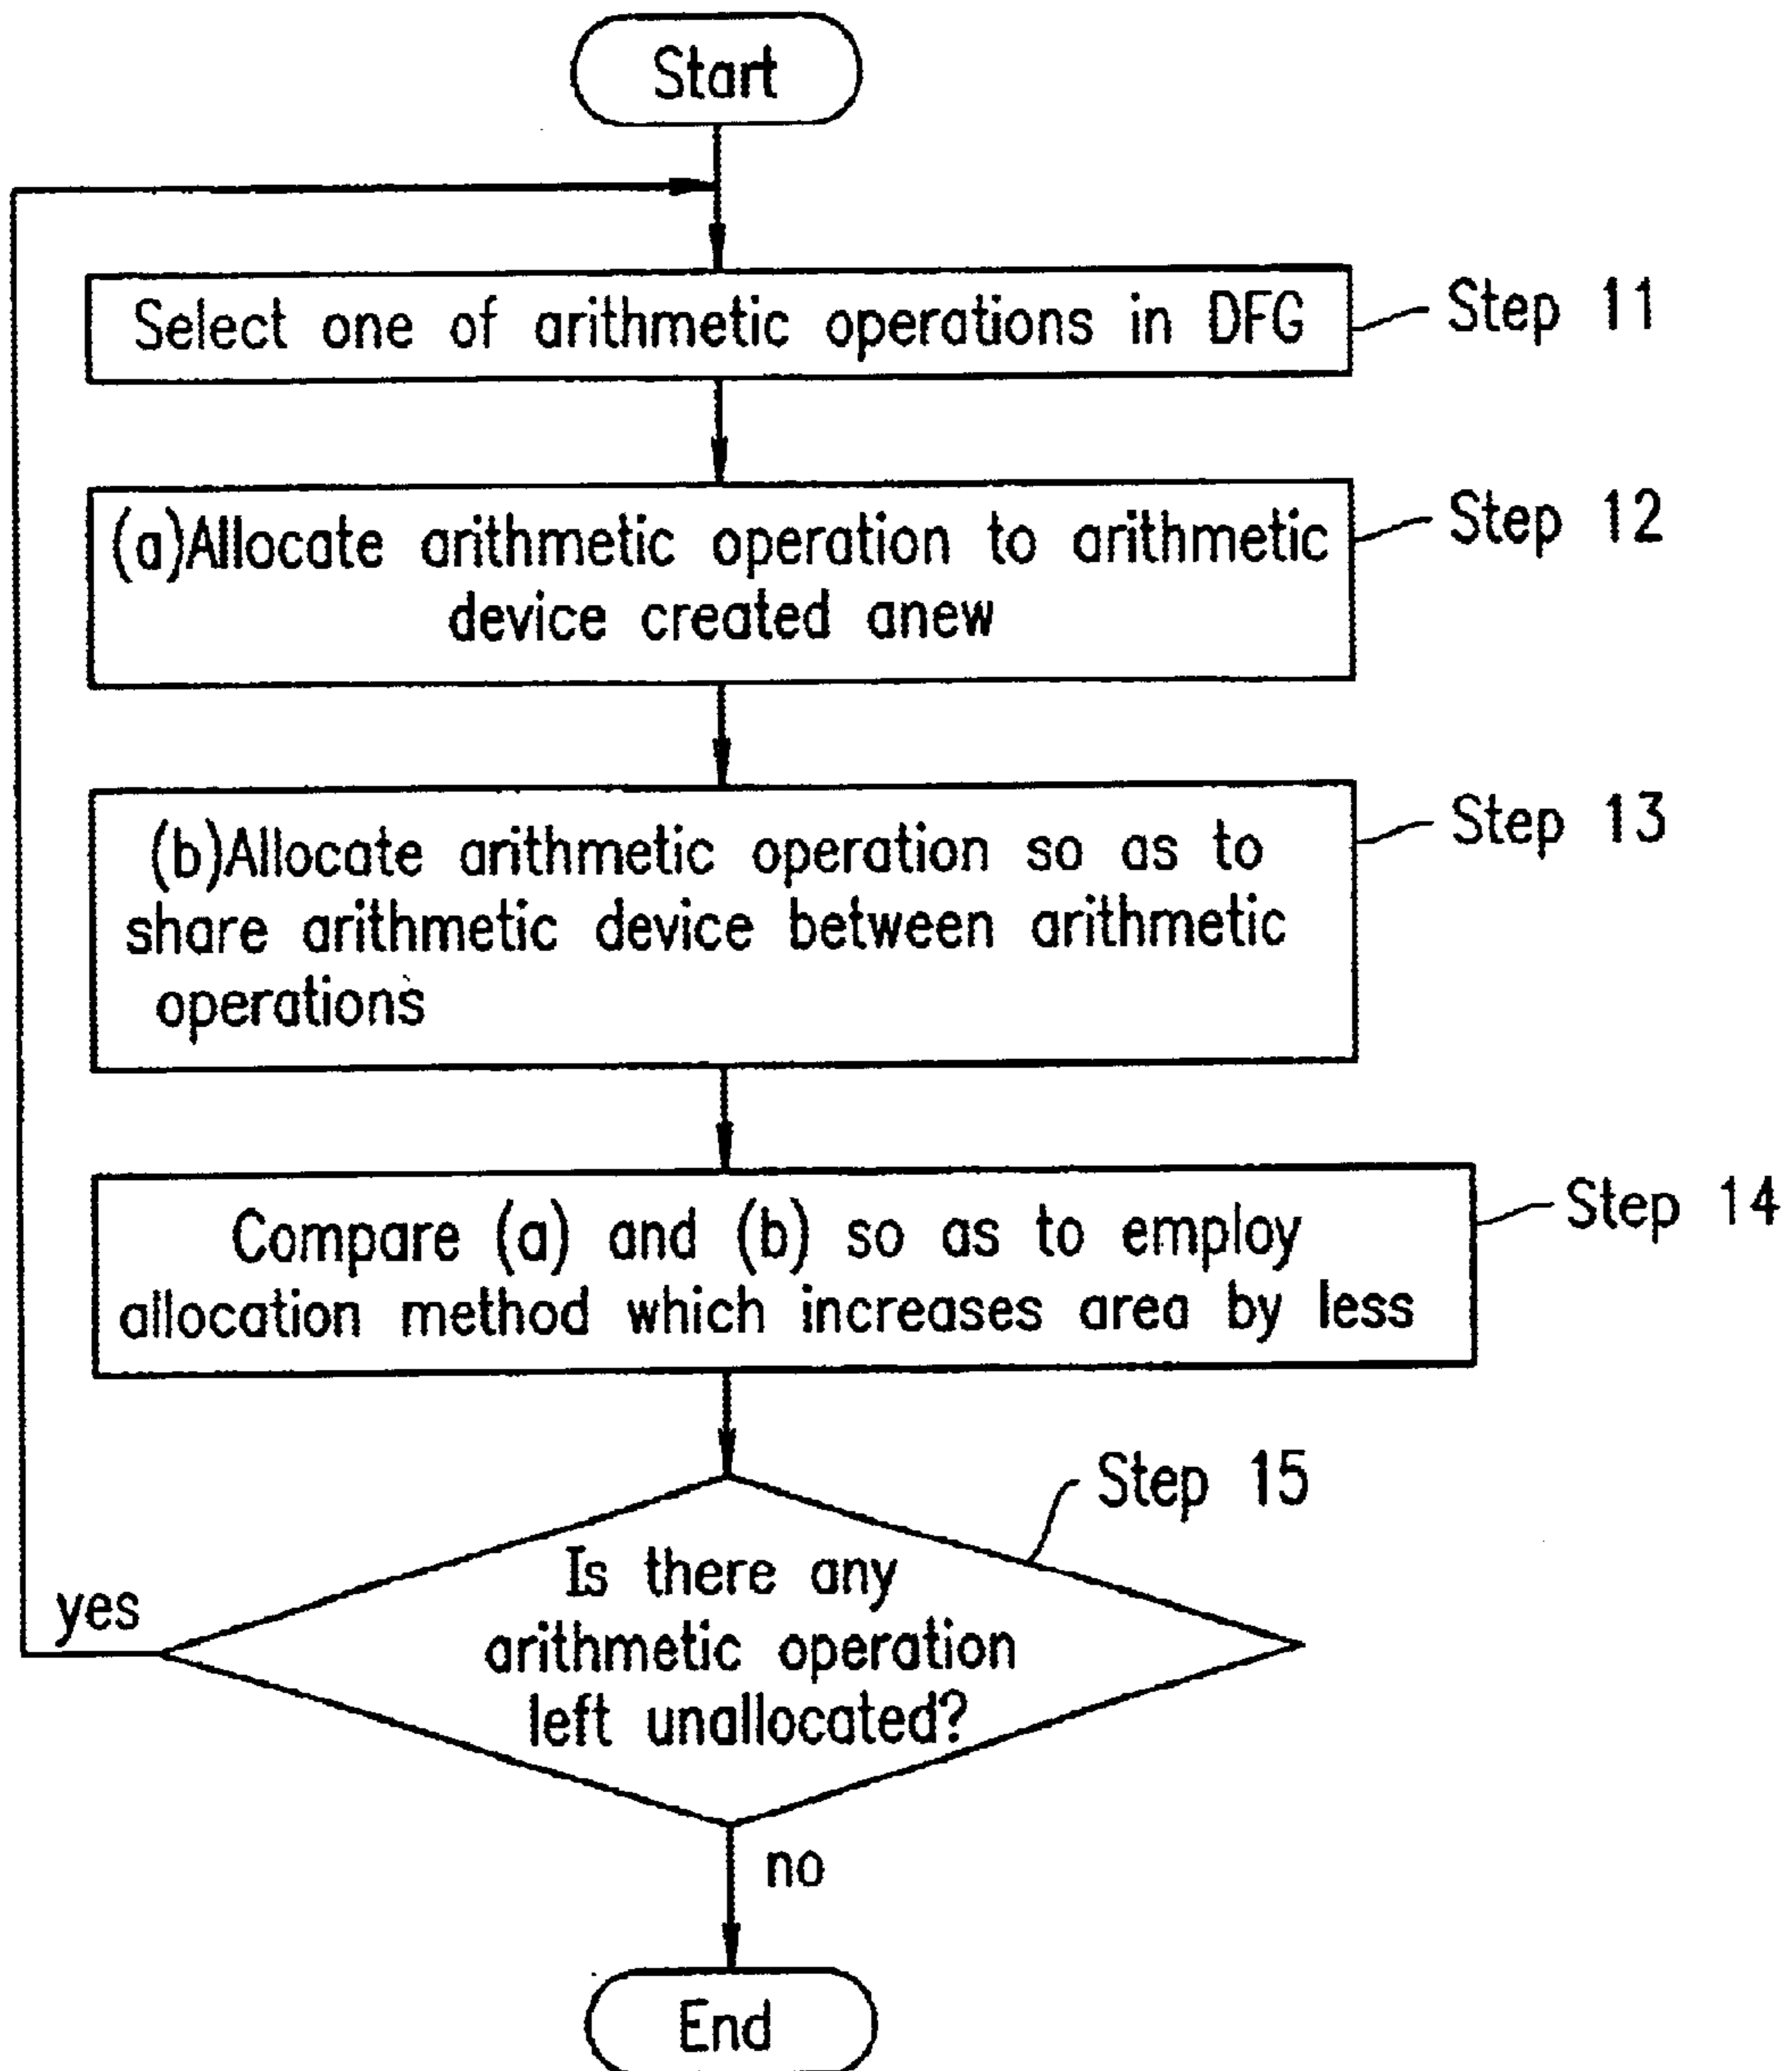 Start
Select one of arithmetic operations in DFG
Step 11
(a)Allocate arithmetic operation to arithmetic
device created anew
Step 12
(b)Allocate arithmetic operation so as to
share arithmetic device between arithmetic
operations
Step 13
Compare (a) and (b) so as to employ
allocation method which increases area by less
Step 14
Step 15
Is there any
arithmetic operation
left unallocated?
yes
no
End